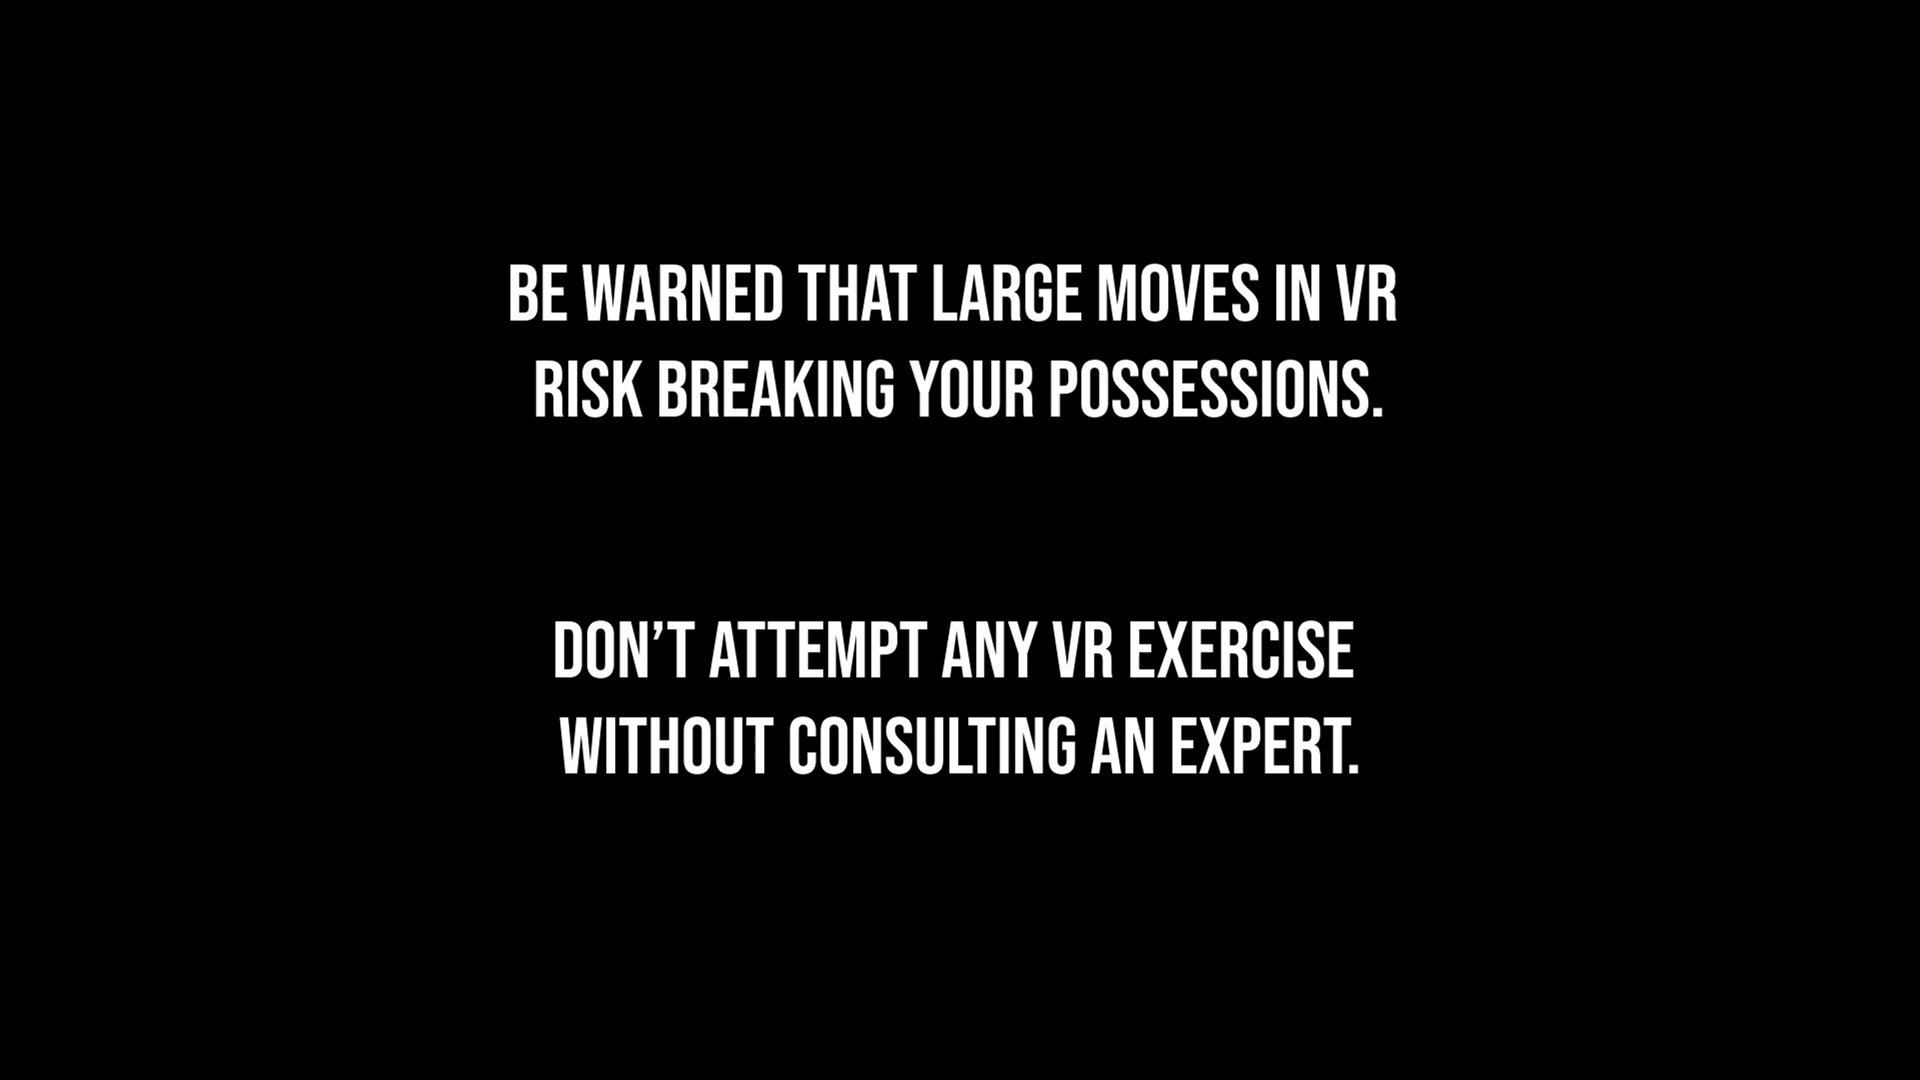 BE WARNED THAT LARGE MOVES IN VR
RISK BREAKING YOUR POSSESSIONS.
DON’T ATTEMPT ANY VR EXERCISE
WITHOUT CONSULTING AN EXPERT.